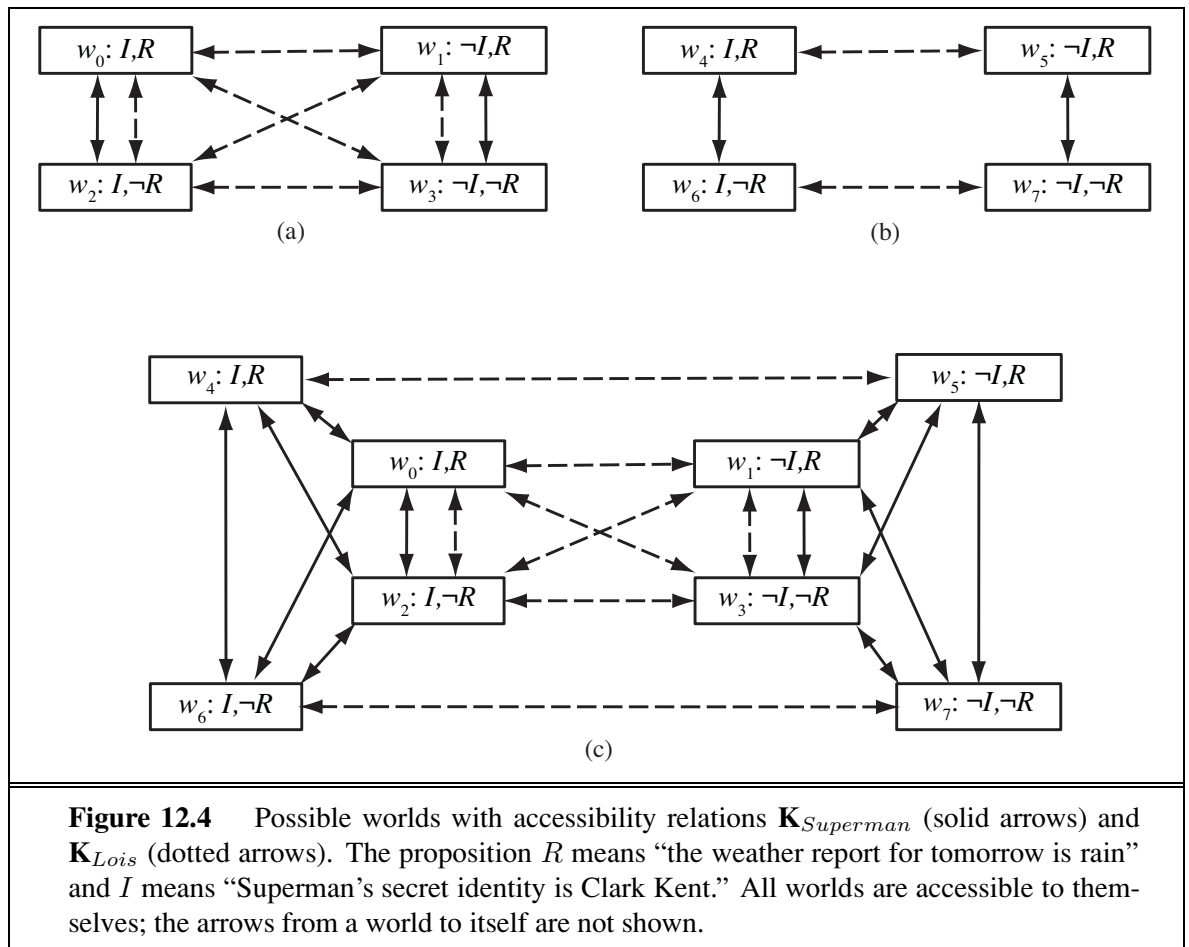 w0: I,R
w1: ¬I,R
w2: I,¬R
w3: ¬I,¬R
(a)
w4: I,R
w5: ¬I,R
w6: I,¬R
w7: ¬I,¬R
(b)
w4: I,R
w5: ¬I,R
w0: I,R
w1: ¬I,R
w2: I,¬R
w3: ¬I,¬R
w6: I,¬R
w7: ¬I,¬R
(c)
Figure 12.4 Possible worlds with accessibility relations KSuperman (solid arrows) and
KLois (dotted arrows). The proposition R means “the weather report for tomorrow is rain”
and I means “Superman’s secret identity is Clark Kent.” All worlds are accessible to them-
selves; the arrows from a world to itself are not shown.